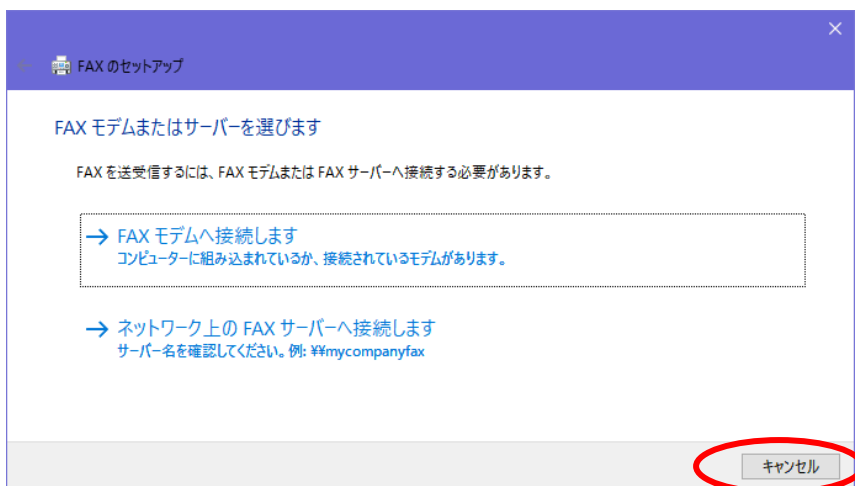 FAX のセットアップ
FAX モデムまたはサーバーを選びます
FAX を送受信するには、FAX モデムまたは FAX サーバーへ接続する必要があります。
→ FAX モデムへ接続します
コンピューターに組み込まれているか、接続されているモデムがあります。
→ ネットワーク上の FAX サーバーへ接続します
サーバー名を確認してください。例: ¥¥mycompanyfax
キャンセル